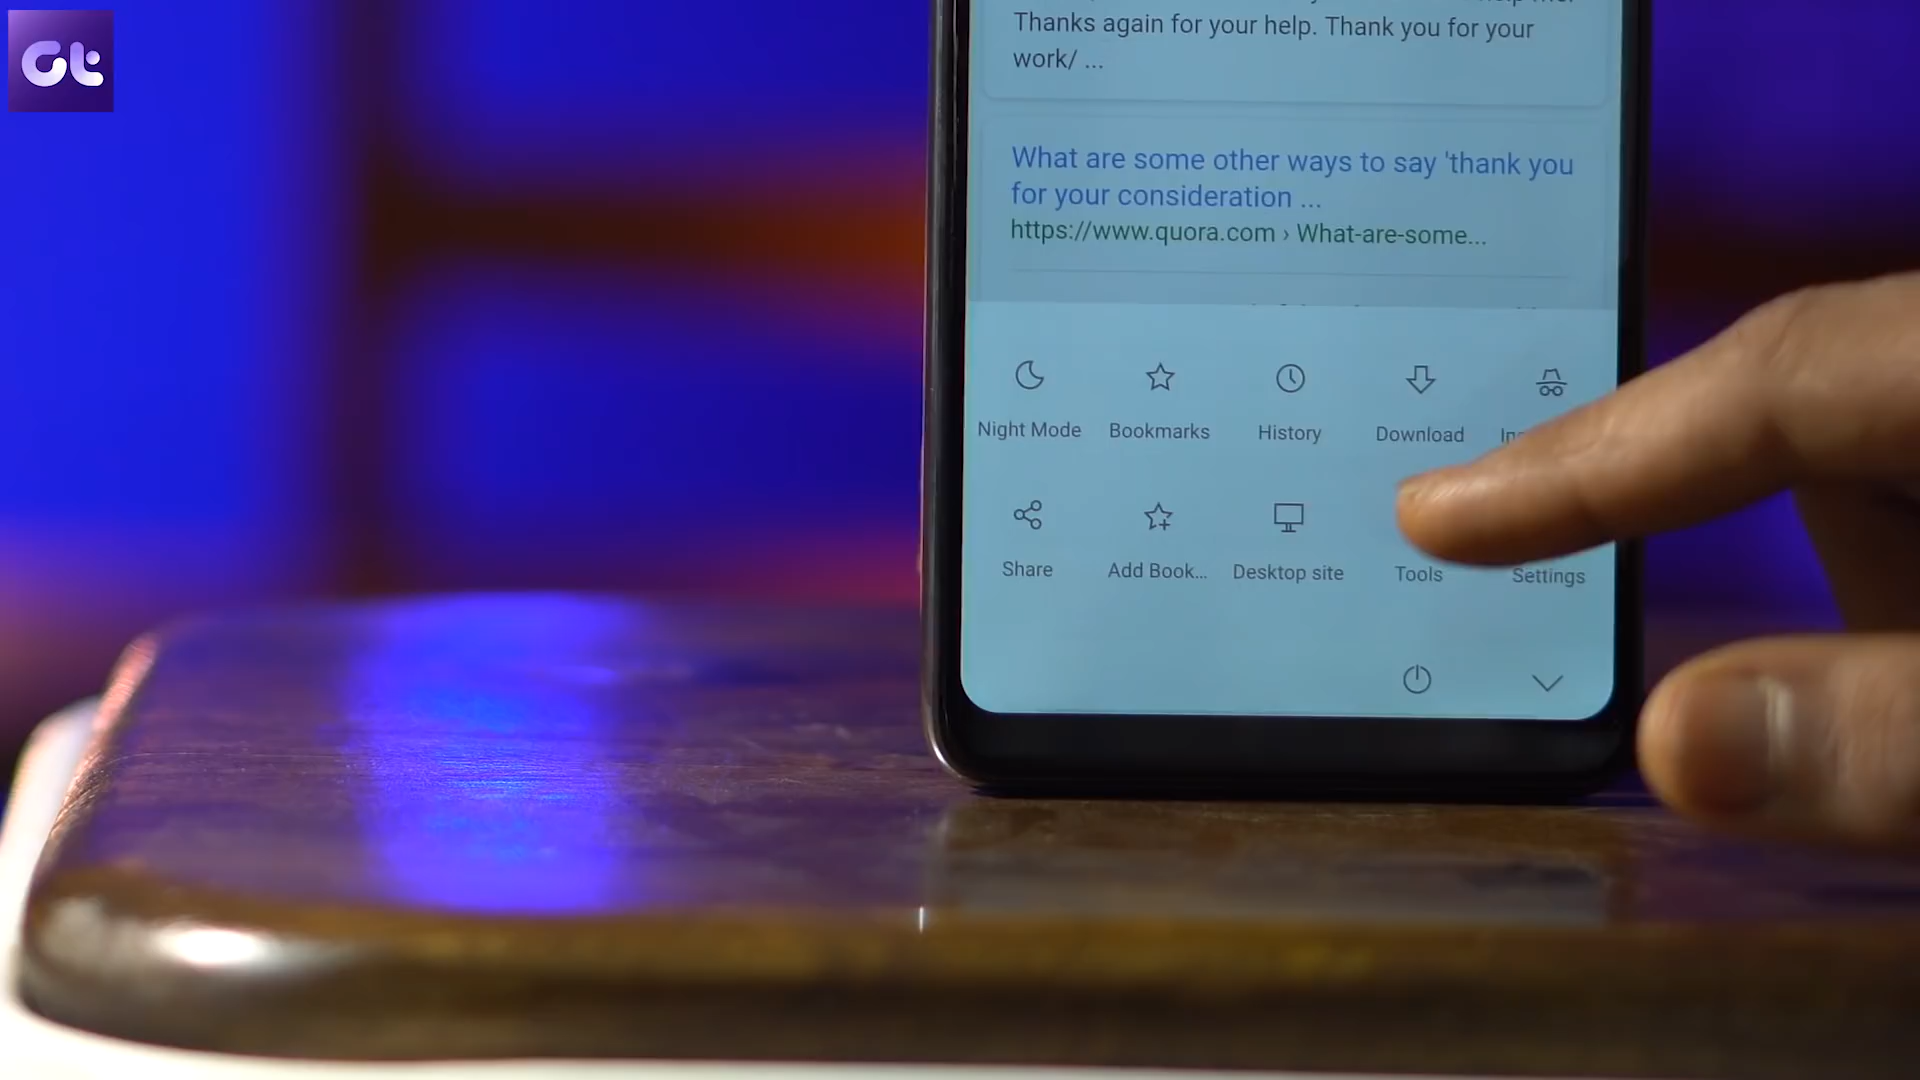 Gt
Thanks again for your help. Thank you for your
work/ ...
What are some other ways to say 'thank you
for your consideration ...
https://www.quora.com › What-are-some...
Night Mode
Bookmarks
History
Download
Share
Add Book...
Desktop site
Tools
Settings